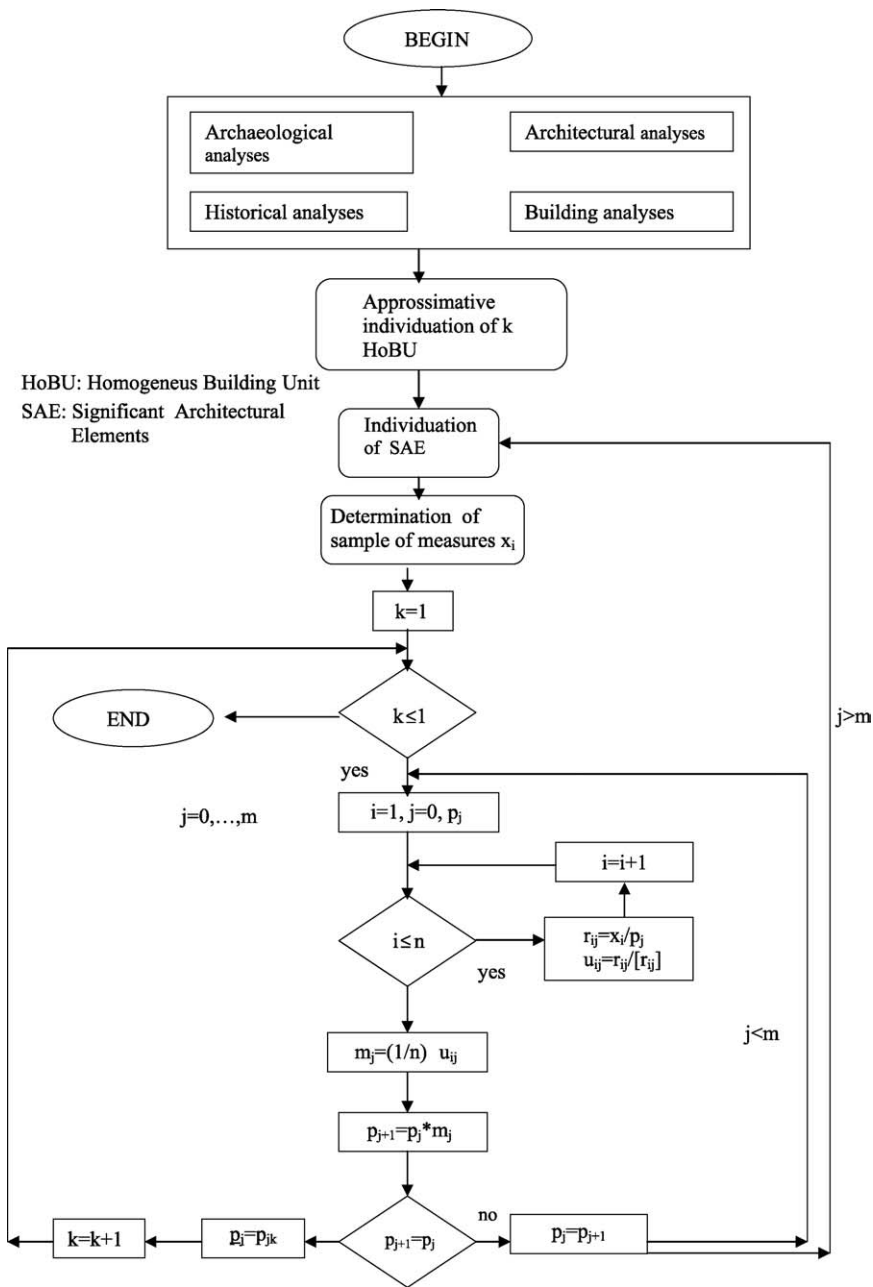 BEGIN
Archaeological
analyses
Architectural analyses
Historical analyses
Building analyses
Approssimative
individuation of k
HoBU
HoBU: Homogeneus Building Unit
SAE: Significant Architectural
Elements
Individuation
of SAE
Determination of
sample of measures xᵢ
k=1
k≤1
END
j>m
yes
i=1, j=0, pⱼ
j=0,…,m
i=i+1
i≤n
yes
rᵢⱼ=xᵢ/pⱼ
uᵢⱼ=rᵢⱼ/[rᵢⱼ]
j<m
mⱼ=(1/n) uᵢⱼ
pⱼ₊₁=pⱼ*mⱼ
k=k+1
pⱼ=pⱼₖ
pⱼ₊₁=pⱼ
no
pⱼ=pⱼ₊₁